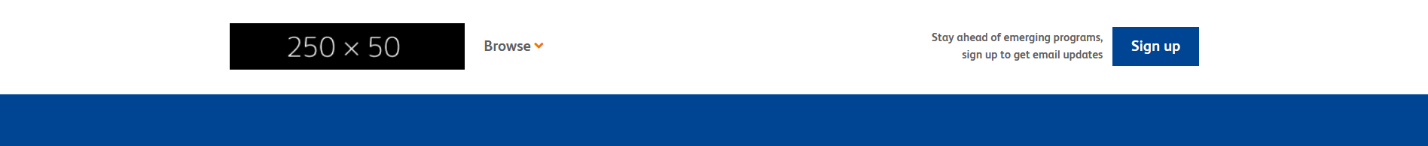 250 × 50
Browse
Stay ahead of emerging programs,
sign up to get email updates
Sign up